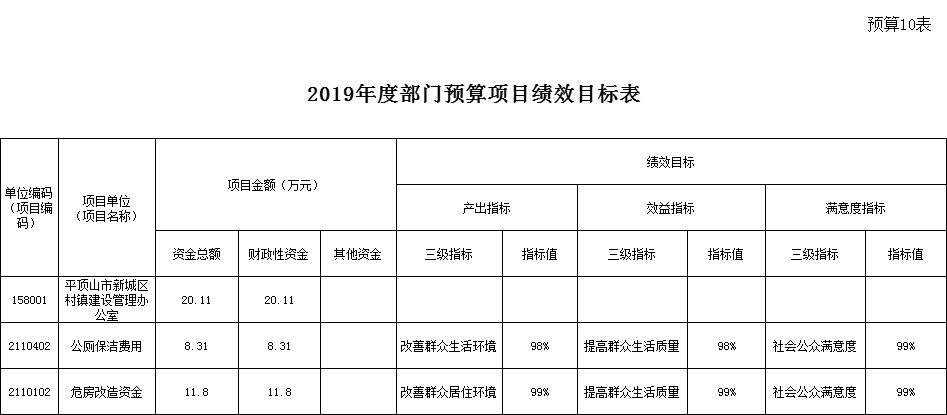 预算10表
2019年度部门预算项目绩效目标表
单位编码
（项目编
码）
项目单位
（项目名称）
项目金额（万元）
绩效目标
产出指标
效益指标
满意度指标
资金总额
财政性资金
其他资金
三级指标
指标值
三级指标
指标值
三级指标
指标值
158001
平顶山市新城区
村镇建设管理办
公室
20.11
20.11
2110402
公厕保洁费用
8.31
8.31
改善群众生活环境
98%
提高群众生活质量
98%
社会公众满意度
99%
2110102
危房改造资金
11.8
11.8
改善群众居住环境
99%
提高群众生活质量
99%
社会公众满意度
99%